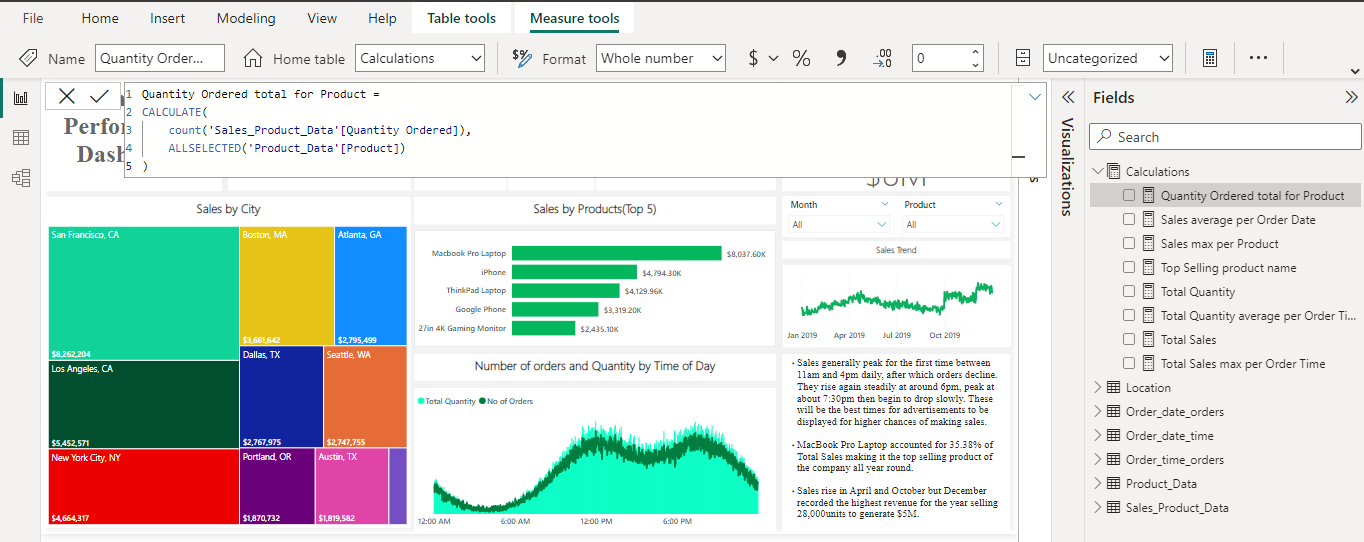 File Home Insert Modeling View Help Table tools Measure tools
Name Quantity Order... Home table Calculations $% Format Whole number $ % 9 .00 →.0 0 Uncategorized ...
1 Quantity Ordered total for Product =
2 CALCULATE(
3 count('Sales_Product_Data'[Quantity Ordered]),
4 ALLSELECTED('Product_Data'[Product])
5 )
Sales by City
San Francisco, CA
$8,262,204
Los Angeles, CA
$5,452,571
New York City, NY
$4,664,317
Boston, MA
$3,661,642
Atlanta, GA
$2,795,499
Dallas, TX
$2,767,975
Seattle, WA
$2,747,755
Portland, OR
$1,870,732
Austin, TX
$1,819,582
Sales by Products(Top 5)
Macbook Pro Laptop $8,037.60K
iPhone $4,794.30K
ThinkPad Laptop $4,129.96K
Google Phone $3,319.20K
27in 4K Gaming Monitor $2,435.10K
Number of orders and Quantity by Time of Day
Total Quantity No of Orders
12:00 AM 6:00 AM 12:00 PM 6:00 PM
Month Product
All All
Sales Trend
Jan 2019 Apr 2019 Jul 2019 Oct 2019
• Sales generally peak for the first time between
11am and 4pm daily, after which orders decline.
They rise again steadily at around 6pm, peak at
about 7:30pm then begin to drop slowly. These
will be the best times for advertisements to be
displayed for higher chances of making sales.
• MacBook Pro Laptop accounted for 35.38% of
Total Sales making it the top selling product of
the company all year round.
• Sales rise in April and October but December
recorded the highest revenue for the year selling
28,000units to generate $5M.
Visualizations
Fields
Search
Calculations
Quantity Ordered total for Product
Sales average per Order Date
Sales max per Product
Top Selling product name
Total Quantity
Total Quantity average per Order Ti...
Total Sales
Total Sales max per Order Time
Location
Order_date_orders
Order_date_time
Order_time_orders
Product_Data
Sales_Product_Data